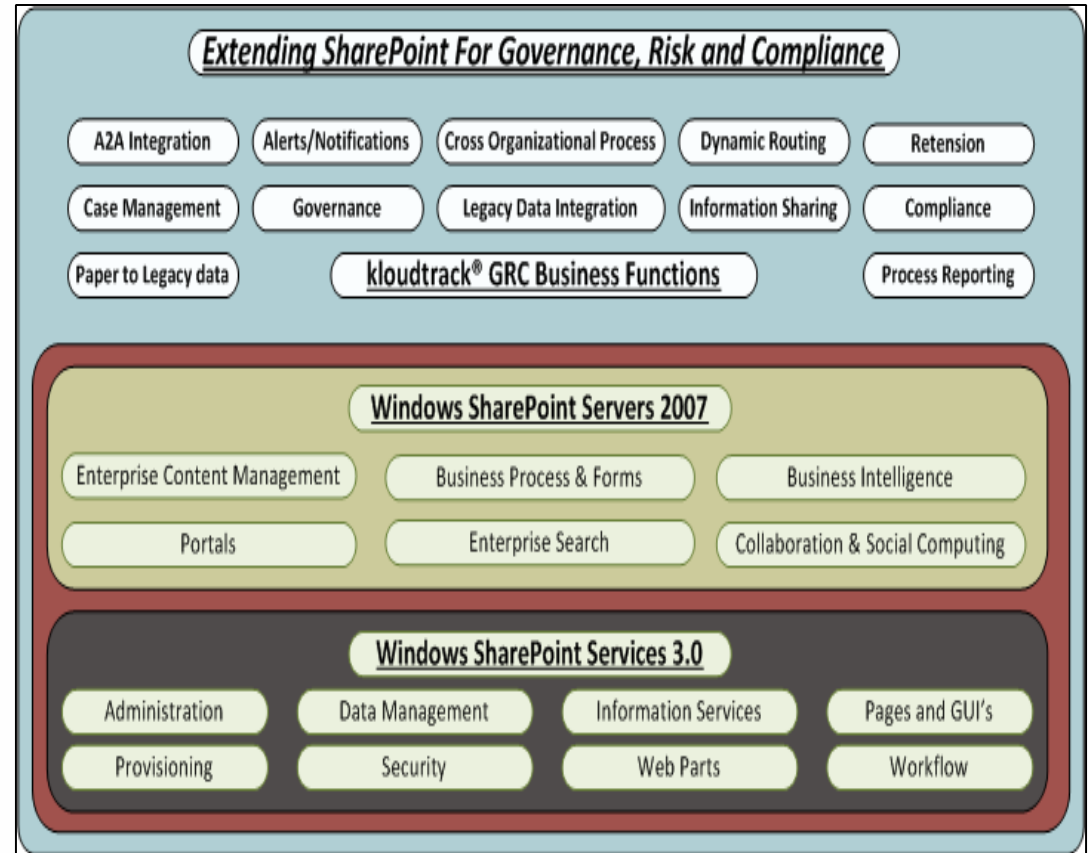 Extending SharePoint For Governance, Risk and Compliance
A2A Integration
Alerts/Notifications
Cross Organizational Process
Dynamic Routing
Retension
Case Management
Governance
Legacy Data Integration
Information Sharing
Compliance
Paper to Legacy data
kloudtrack® GRC Business Functions
Process Reporting
Windows SharePoint Servers 2007
Enterprise Content Management
Business Process & Forms
Business Intelligence
Portals
Enterprise Search
Collaboration & Social Computing
Windows SharePoint Services 3.0
Administration
Data Management
Information Services
Pages and GUI's
Provisioning
Security
Web Parts
Workflow